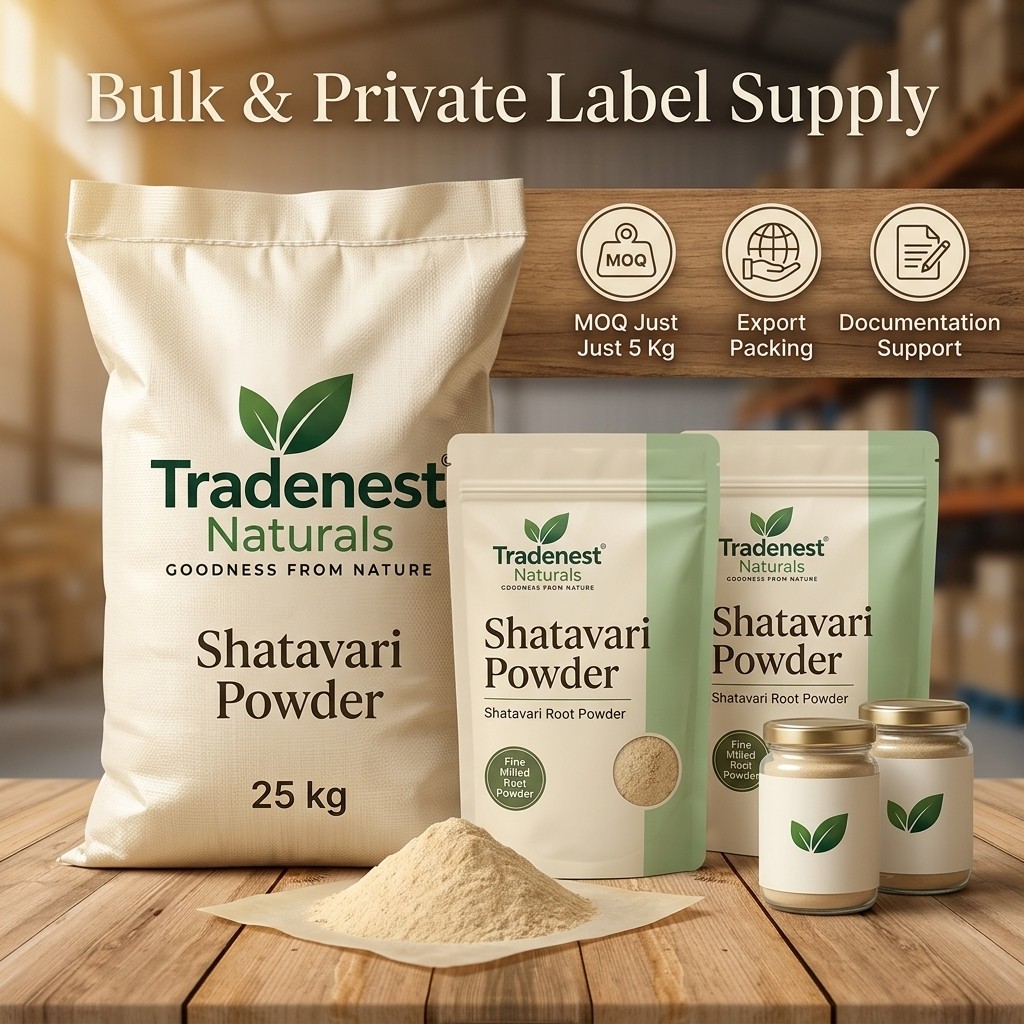 Bulk & Private Label Supply
MOQ
MOQ Just
Just 5 Kg
Export
Packing
Documentation
Support
Tradenest
Naturals
GOODNESS FROM NATURE
Shatavari
Powder
25 kg
Tradenest®
Naturals
GOODNEAS FROM NATURE
Shatavari
Powder
Shatavari Root Powder
Fine
Milled
Root
Powder
Tradenest®
Naturals
GOODNESS FROM NATURE
Shatavari
Powder
Shatavari Root Powder
Fine
Mtiled
Root
Powder